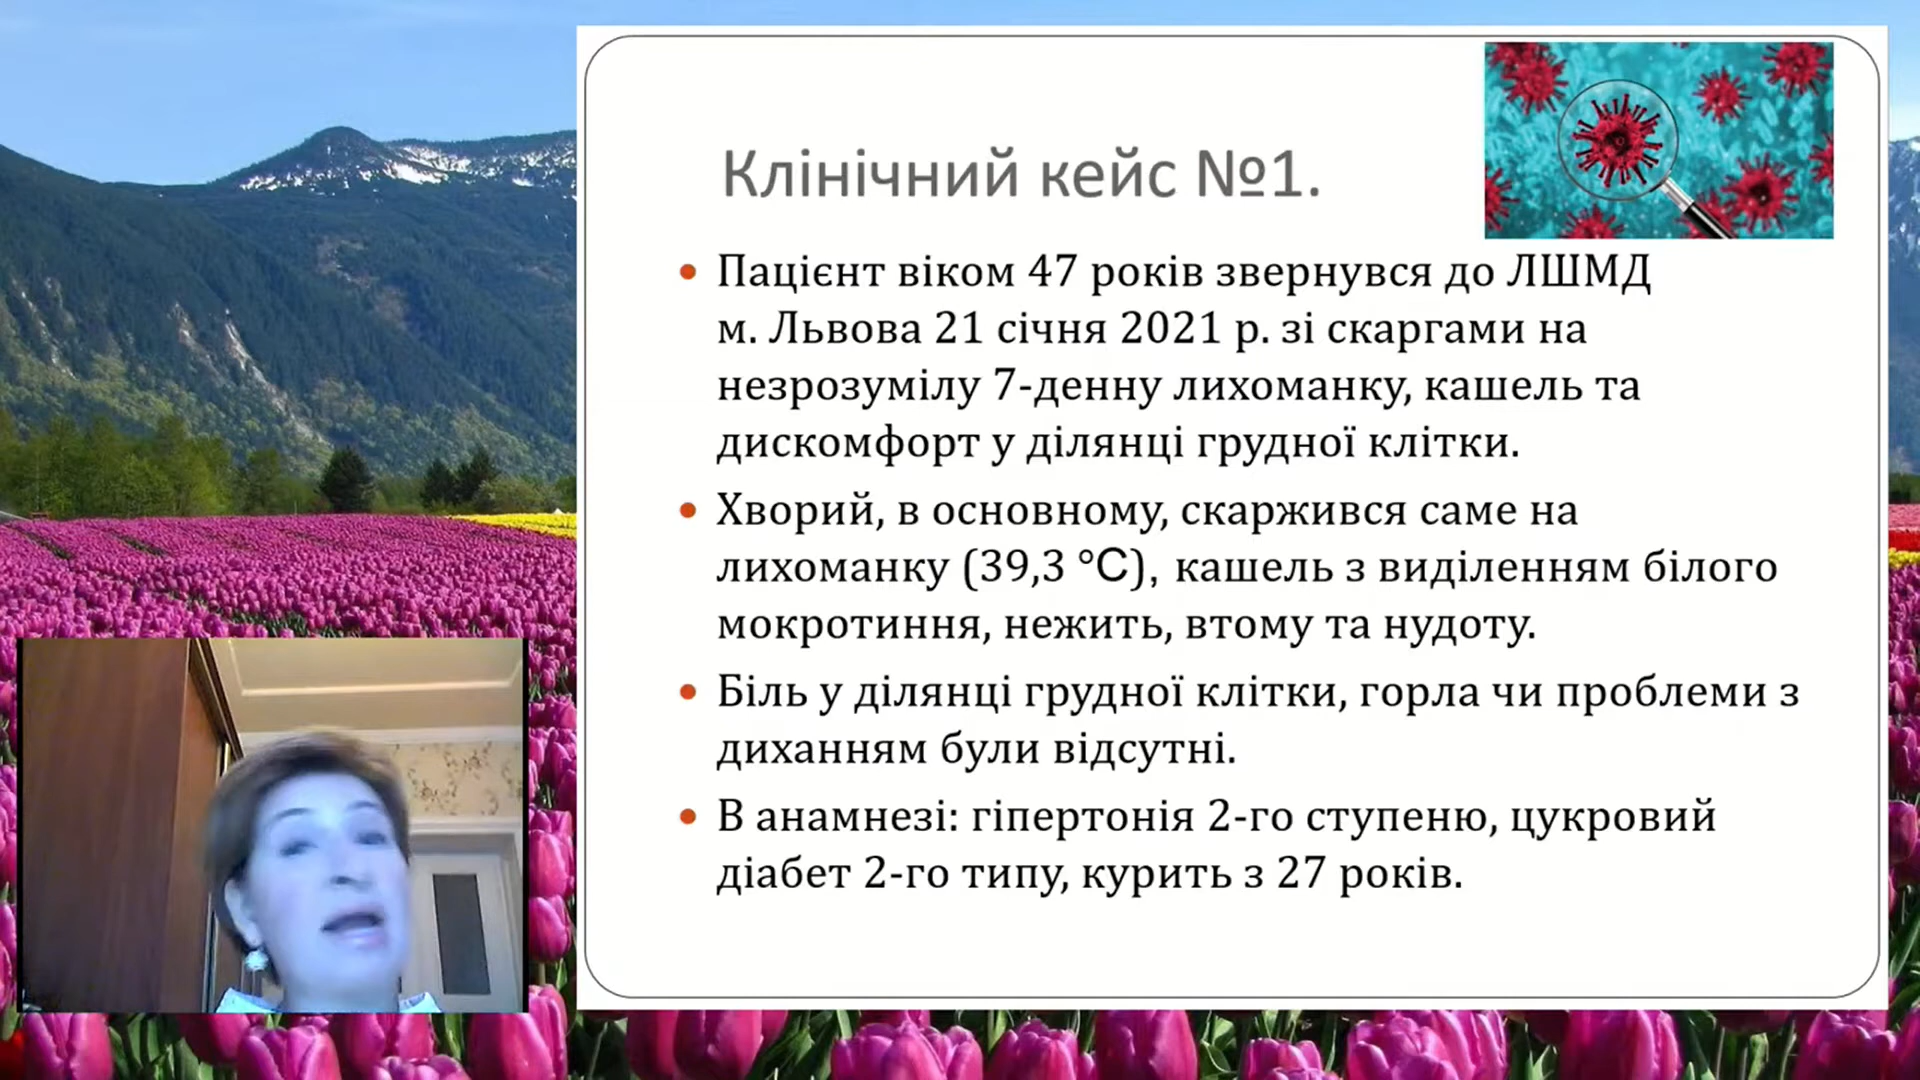 Клінічний кейс №1.
• Пацієнт віком 47 років звернувся до ЛШМД
м. Львова 21 січня 2021 р. зі скаргами на
незрозумілу 7-денну лихоманку, кашель та
дискомфорт у ділянці грудної клітки.
• Хворий, в основному, скаржився саме на
лихоманку (39,3 °С), кашель з виділенням білого
мокротиння, нежить, втому та нудоту.
• Біль у ділянці грудної клітки, горла чи проблеми з
диханням були відсутні.
• В анамнезі: гіпертонія 2-го ступеню, цукровий
діабет 2-го типу, курить з 27 років.